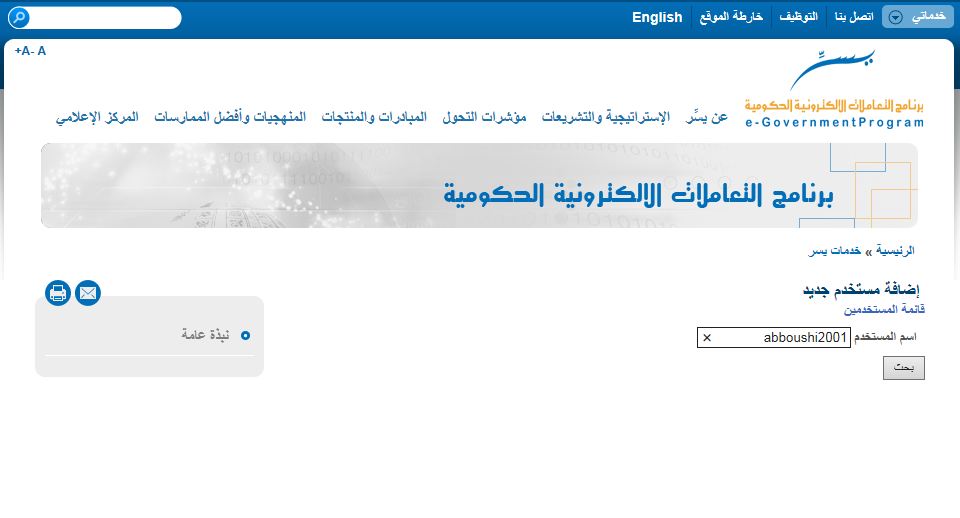 خدماتي
اتصل بنا
التوظيف
خارطة الموقع
English
+A- A
يسِّر
برنامج التعاملات الالكترونية الحكومية
e-GovernmentProgram
عن يسِّر
الإستراتيجية والتشريعات
مؤشرات التحول
المبادرات والمنتجات
المنهجيات وأفضل الممارسات
المركز الإعلامي
برنامج التعاملات الالكترونية الحكومية
الرئيسية » خدمات يسر
إضافة مستخدم جديد
قائمة المستخدمين
اسم المستخدم abboushi2001 ×
بحث
نبذة عامة